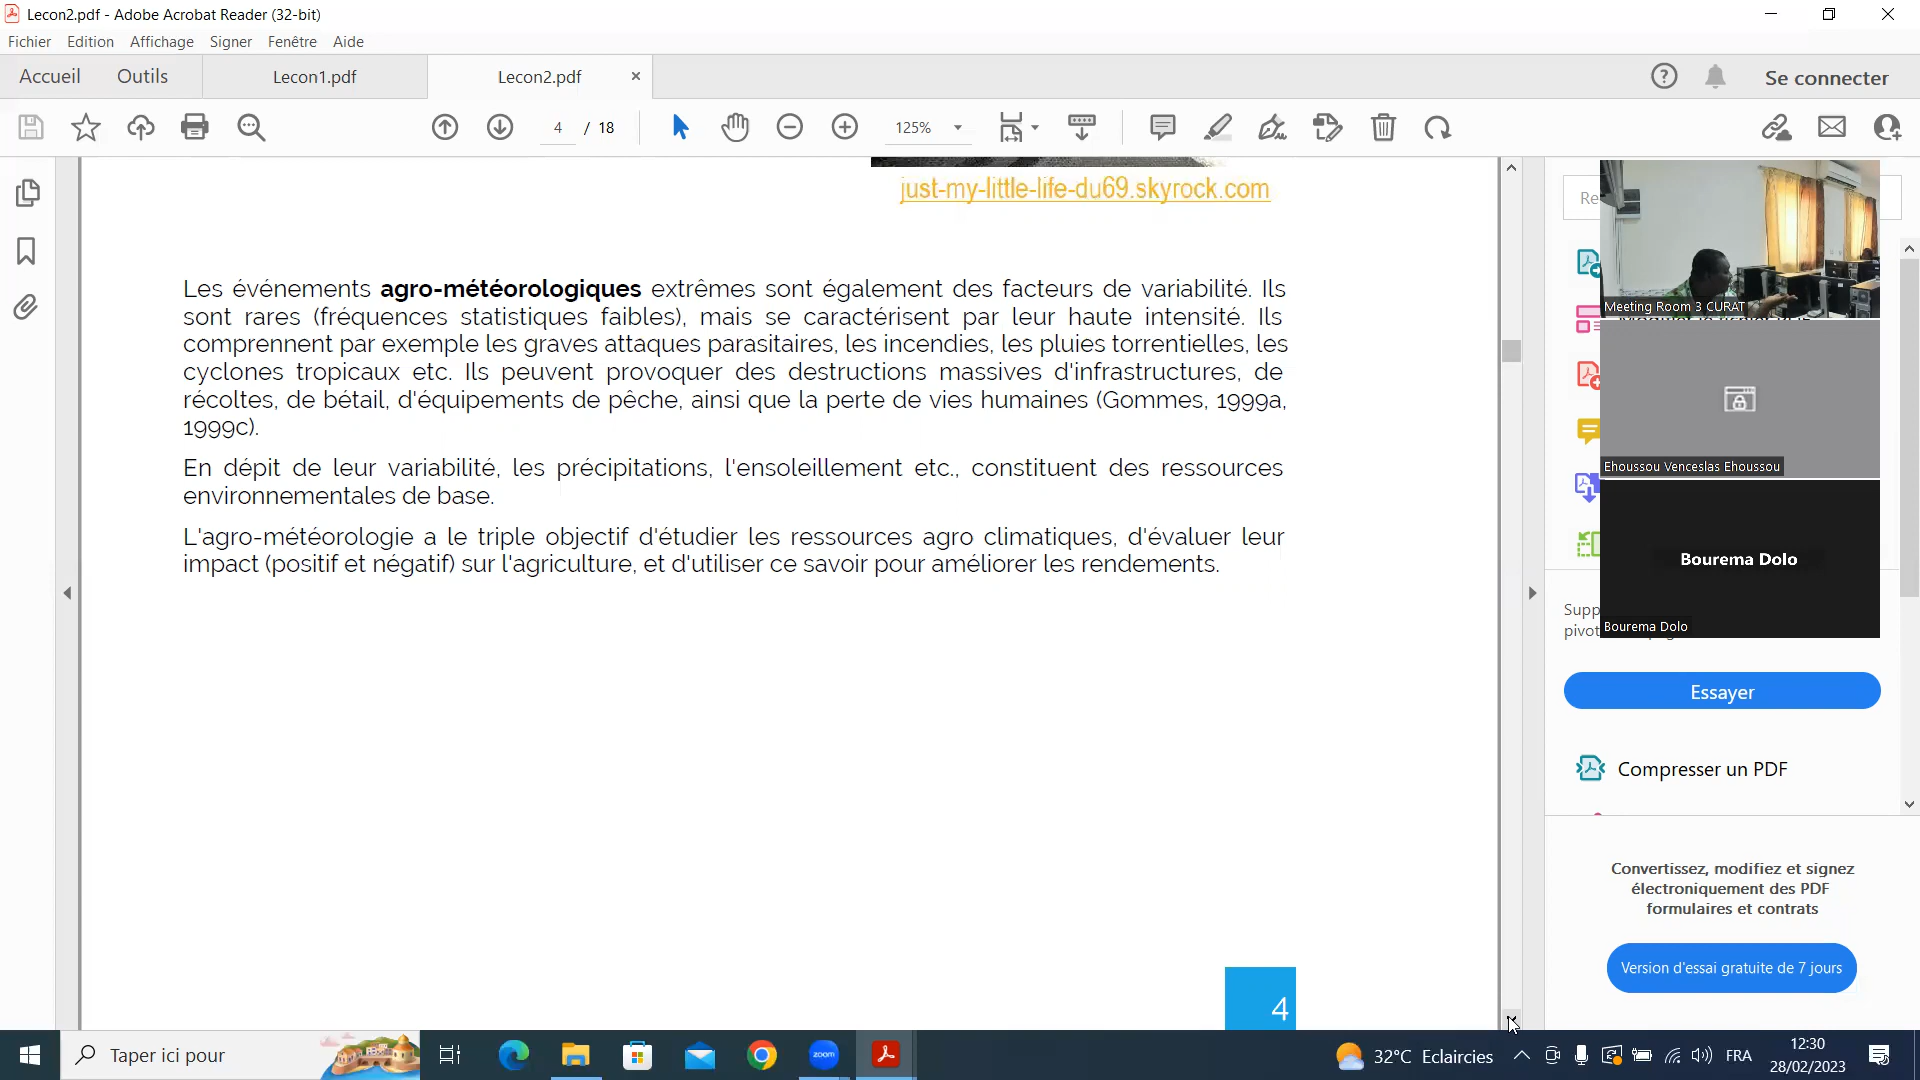 Lecon2.pdf - Adobe Acrobat Reader (32-bit)
Fichier Edition Affichage Signer Fenêtre Aide
Accueil Outils Lecon1.pdf Lecon2.pdf × Se connecter
4 / 18 125%
just-my-little-life-du69.skyrock.com
Re
Meeting Room 3 CURAT
Les événements agro-météorologiques extrêmes sont également des facteurs de variabilité. Ils
sont rares (fréquences statistiques faibles), mais se caractérisent par leur haute intensité. Ils
comprennent par exemple les graves attaques parasitaires, les incendies, les pluies torrentielles, les
cyclones tropicaux etc. Ils peuvent provoquer des destructions massives d'infrastructures, de
récoltes, de bétail, d'équipements de pêche, ainsi que la perte de vies humaines (Gommes, 1999a,
1999c).
En dépit de leur variabilité, les précipitations, l'ensoleillement etc., constituent des ressources
environnementales de base.
L'agro-météorologie a le triple objectif d'étudier les ressources agro climatiques, d'évaluer leur
impact (positif et négatif) sur l'agriculture, et d'utiliser ce savoir pour améliorer les rendements.
4
Ehoussou Venceslas Ehoussou
Bourema Dolo
Bourema Dolo
Supp
pivot
Essayer
Compresser un PDF
Convertissez, modifiez et signez
électroniquement des PDF
formulaires et contrats
Version d'essai gratuite de 7 jours
Taper ici pour
zoom
32°C Eclaircies
FRA
12:30
28/02/2023